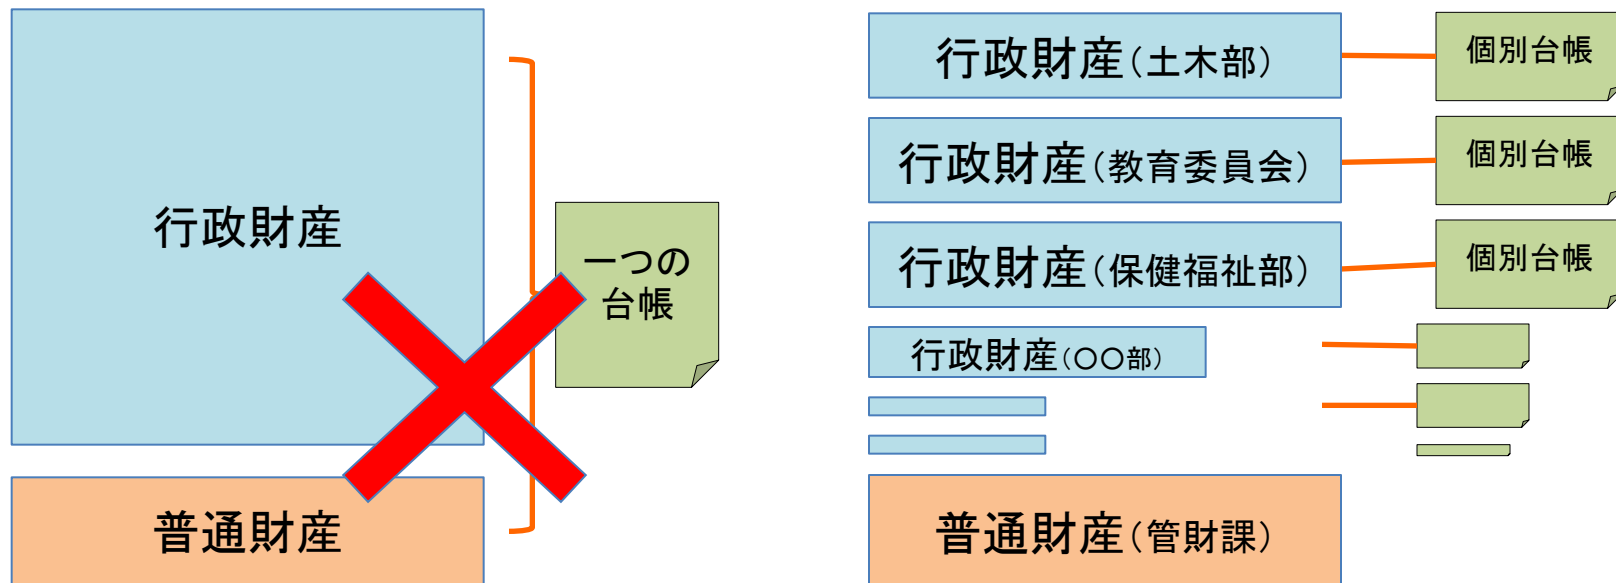 行政財産
一つの
台帳
普通財産
行政財産(土木部)
個別台帳
行政財産(教育委員会)
個別台帳
行政財産(保健福祉部)
個別台帳
行政財産(〇〇部)
普通財産(管財課)